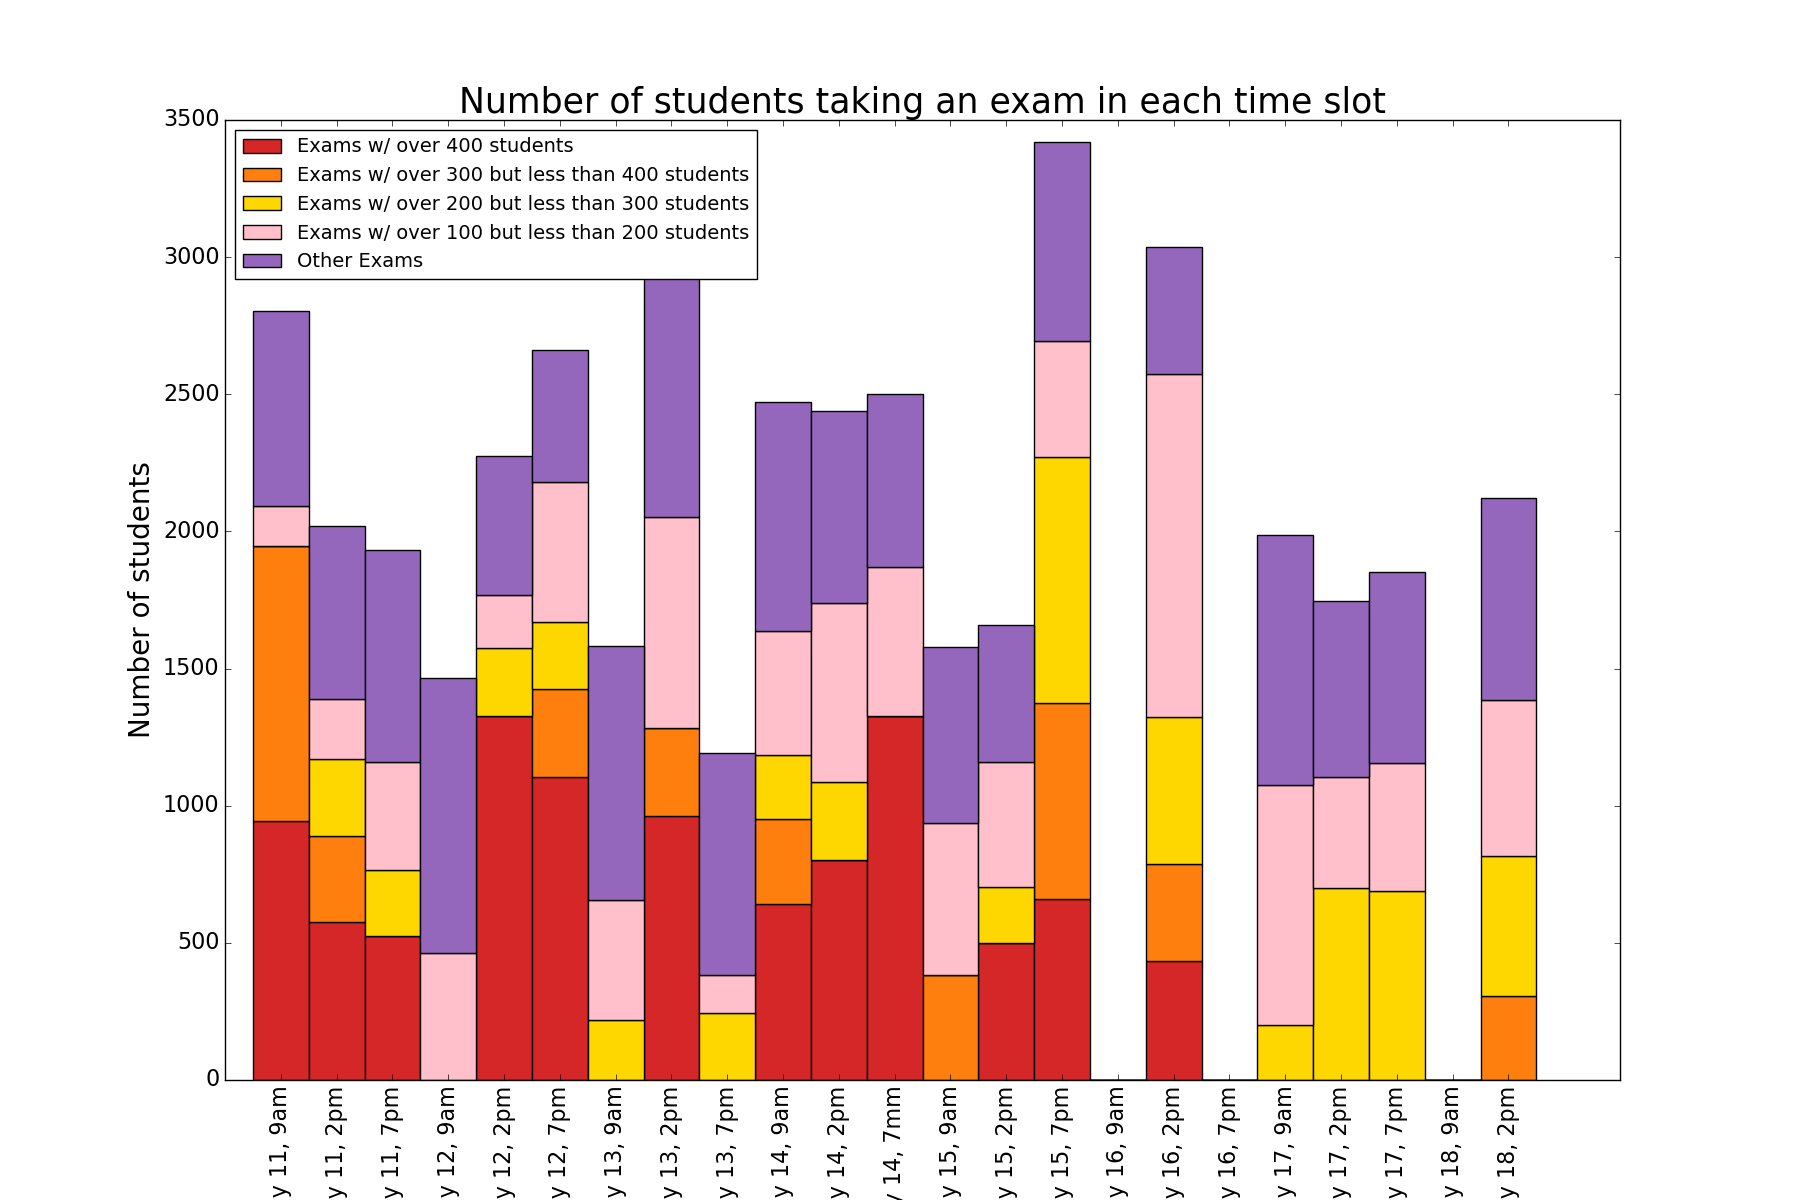 Number of students taking an exam in each time slot
Exams w/ over 400 students
Exams w/ over 300 but less than 400 students
Exams w/ over 200 but less than 300 students
Exams w/ over 100 but less than 200 students
Other Exams
3500
3000
2500
2000
1500
1000
500
0
Number of students
y 11, 9am
y 11, 2pm
y 11, 7pm
y 12, 9am
y 12, 2pm
y 12, 7pm
y 13, 9am
y 13, 2pm
y 13, 7pm
y 14, 9am
y 14, 2pm
y 14, 7mm
y 15, 9am
y 15, 2pm
y 15, 7pm
y 16, 9am
y 16, 2pm
y 16, 7pm
y 17, 9am
y 17, 2pm
y 17, 7pm
y 18, 9am
y 18, 2pm